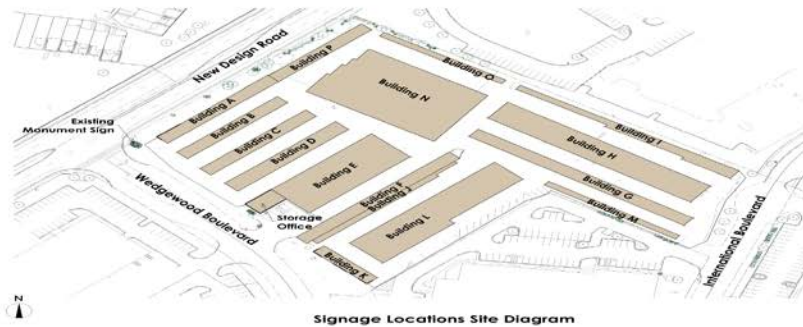 New Design Road
Building P
Building O
Building A
Building N
Existing
Monument Sign
Building B
Building I
Building C
Building H
Building D
Building E
Building G
Building F
Building J
Wedgewood Boulevard
Storage
Office
Building M
Building L
International Boulevard
Building K
N
Signage Locations Site Diagram